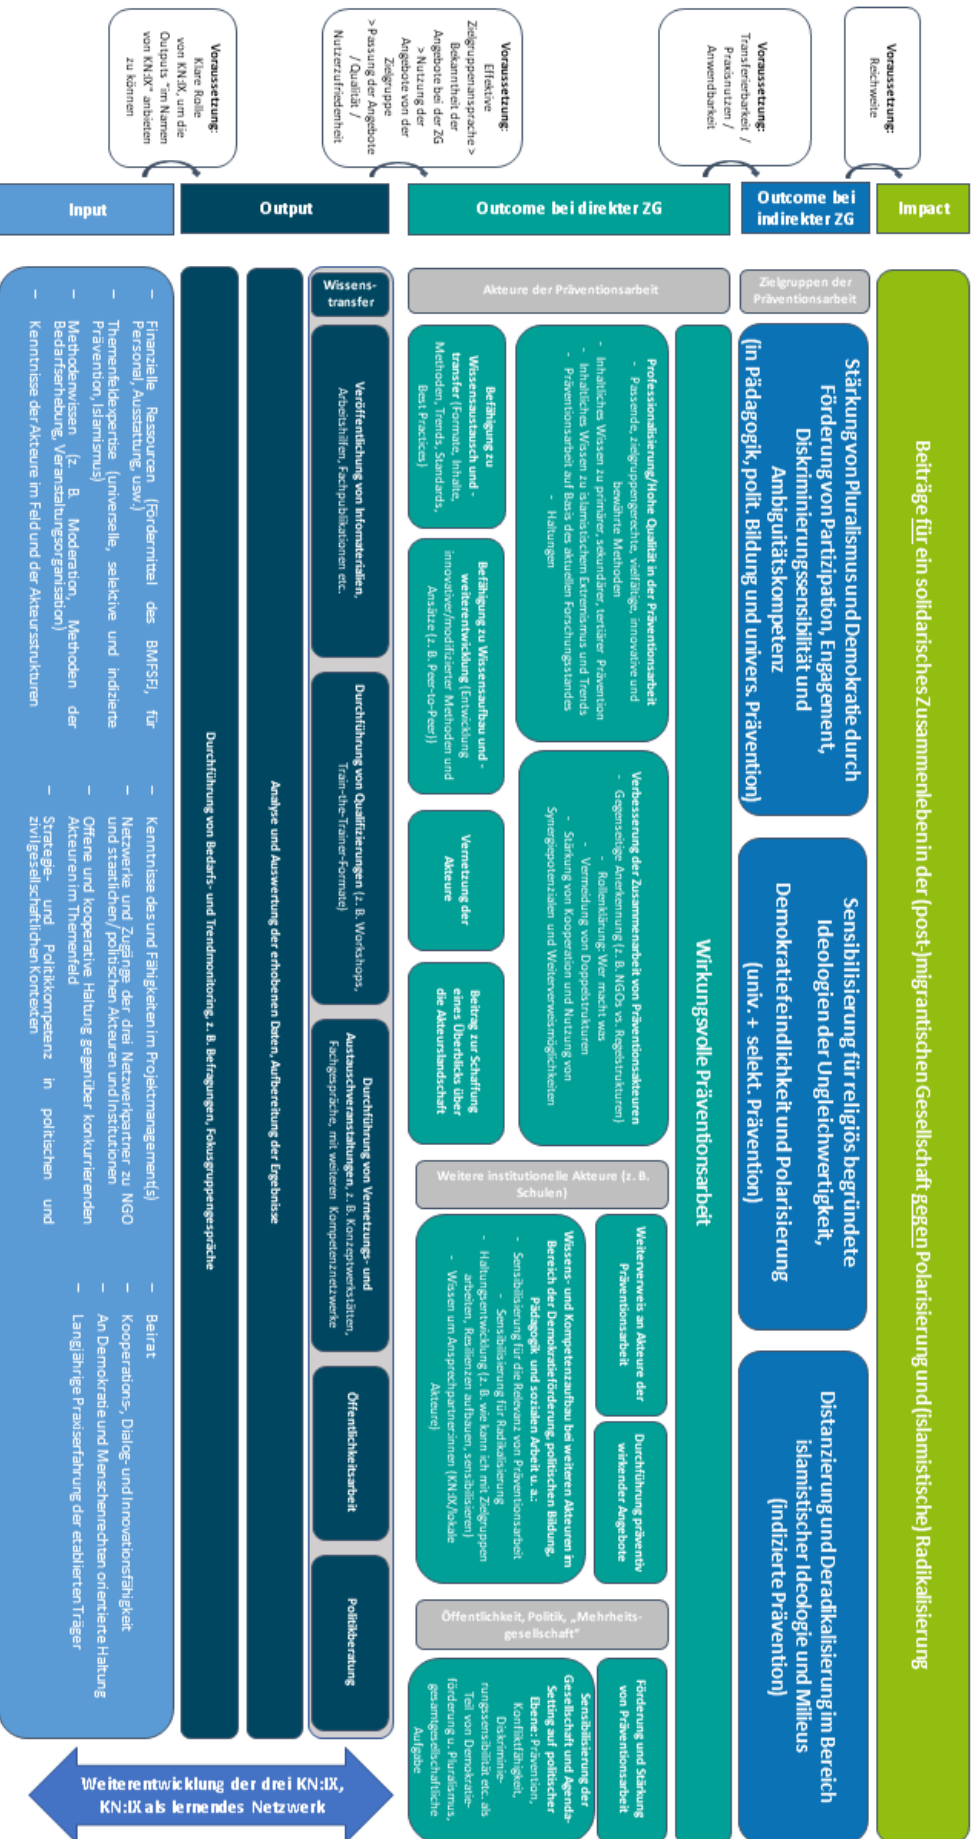 Voraussetzung:
Reichweite
Impact
Beiträge für ein solidarisches Zusammenleben in der (post-)migrantischen Gesellschaft gegen Polarisierung und (islamistische) Radikalisierung
Voraussetzung:
Transferierbarkeit /
Praxisnutzen /
Anwendbarkeit
Outcome bei
indirekter ZG
Zielgruppen der
Präventionsarbeit
Stärkung von Pluralismus und Demokratie durch
Förderung von Partizipation, Engagement,
Diskriminierungssensibilität und
Ambiguitätskompetenz
(in Pädagogik, polit. Bildung und univers. Prävention)
Sensibilisierung für religiös begründete
Ideologien der Ungleichwertigkeit,
Demokratiefeindlichkeit und Polarisierung
(univ. + selekt. Prävention)
Distanzierung und Deradikalisierung im Bereich
islamistischer Ideologie und Milieus
(indizierte Prävention)
Voraussetzung:
Effektive
Zielgruppenansprache >
Bekanntheit der
Angebote bei der ZG
> Nutzung der
Angebote von der
Zielgruppe
> Passung der Angebote
/ Qualität /
Nutzerzufriedenheit
Outcome bei direkter ZG
Akteure der Präventionsarbeit
Wirkungsvolle Präventionsarbeit
Professionalisierung/Hohe Qualität in der Präventionsarbeit
- Passende, zielgruppengerechte, vielfältige, innovative und
bewährte Methoden
- Inhaltliches Wissen zu primärer, sekundärer, tertiärer Prävention
- Inhaltliches Wissen zu islamistischem Extremismus und Trends
- Präventionsarbeit auf Basis des aktuellen Forschungsstandes
- Haltungen
Verbesserung der Zusammenarbeit von Präventionsakteuren
- Gegenseitige Anerkennung (z. B. NGOs vs. Regelstrukturen)
- Rollenklärung: Wer macht was
- Vermeidung von Doppelstrukturen
- Stärkung von Kooperation und Nutzung von
Synergiepotenzialen und Weiterverweismöglichkeiten
Befähigung zu
Wissensaustausch und -
transfer (Formate, Inhalte,
Methoden, Trends, Standards,
Best Practices)
Befähigung zu Wissensaufbau und -
weiterentwicklung (Entwicklung
innovativer/modifizierter Methoden und
Ansätze (z. B. Peer-to-Peer))
Vernetzung der
Akteure
Beitrag zur Schaffung
eines Überblicks über
die Akteurslandschaft
Weitere institutionelle Akteure (z. B.
Schulen)
Weiterverweis an Akteure der
Präventionsarbeit
Durchführung präventiv
wirkender Angebote
Wissens- und Kompetenzaufbau bei weiteren Akteuren im
Bereich der Demokratieförderung, politischen Bildung,
Pädagogik und sozialen Arbeit u. a.:
- Sensibilisierung für die Relevanz von Präventionsarbeit
- Sensibilisierung für Radikalisierung
- Haltungsentwicklung (z. B. wie kann ich mit Zielgruppen
arbeiten, Resilienzen aufbauen, sensibilisieren)
- Wissen um Ansprechpartner:innen (KN:IX/lokale
Akteure)
Öffentlichkeit, Politik, „Mehrheits-
gesellschaft“
Förderung und Stärkung
von Präventionsarbeit
Sensibilisierung der
Gesellschaft und Agenda-
Setting auf politischer
Ebene: Prävention,
Konfliktfähigkeit,
Diskriminie-
rungssensibilität etc. als
Teil von Demokratie-
förderung u. Pluralismus,
gesamtgesellschaftliche
Aufgabe
Voraussetzung:
Klare Rolle
von KN:IX, um die
Outputs "im Namen
von KN:IX" anbieten
zu können
Output
Wissens-
transfer
Veröffentlichung von Infomaterialien,
Arbeitshilfen, Fachpublikationen etc.
Durchführung von Qualifizierungen (z. B. Workshops,
Train-the-Trainer-Formate)
Durchführung von Vernetzungs- und
Austauschveranstaltungen, z. B. Konzeptwerkstätten,
Fachgespräche, mit weiteren Kompetenznetzwerke
Öffentlichkeitsarbeit
Politikberatung
Analyse und Auswertung der erhobenen Daten, Aufbereitung der Ergebnisse
Durchführung von Bedarfs- und Trendmonitoring, z. B. Befragungen, Fokusgruppengespräche
Input
– Finanzielle Ressourcen (Fördermittel des BMFSFJ, für
Personal, Ausstattung, usw.)
– Themenfeldexpertise (universelle, selektive und indizierte
Prävention, Islamismus)
– Methodenwissen (z. B. Moderation, Methoden der
Bedarfserhebung, Veranstaltungsorganisation)
– Kenntnisse der Akteure im Feld und der Akteursstrukturen
– Kenntnisse des und Fähigkeiten im Projektmanagement(s)
– Netzwerke und Zugänge der drei Netzwerkpartner zu NGO
und staatlichen/ politischen Akteuren und Institutionen
– Offene und kooperative Haltung gegenüber konkurrierenden
Akteuren im Themenfeld
– Strategie- und Politikkompetenz in politischen und
zivilgesellschaftlichen Kontexten
– Beirat
– Kooperations-, Dialog- und Innovationsfähigkeit
– An Demokratie und Menschenrechten orientierte Haltung
– Langjährige Praxiserfahrung der etablierten Träger
Weiterentwicklung der drei KN:IX,
KN:IX als lernendes Netzwerk